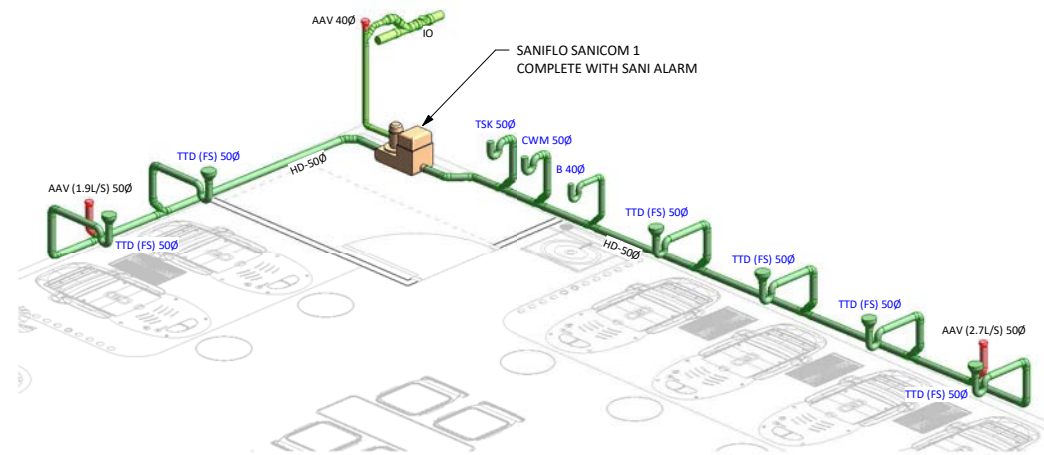 AAV 40Ø
IO
SANIFLO SANICOM 1
COMPLETE WITH SANI ALARM
TSK 50Ø
CWM 50Ø
B 40Ø
TTD (FS) 50Ø
HD-50Ø
AAV (1.9L/S) 50Ø
TTD (FS) 50Ø
TTD (FS) 50Ø
HD-50Ø
TTD (FS) 50Ø
TTD (FS) 50Ø
AAV (2.7L/S) 50Ø
TTD (FS) 50Ø